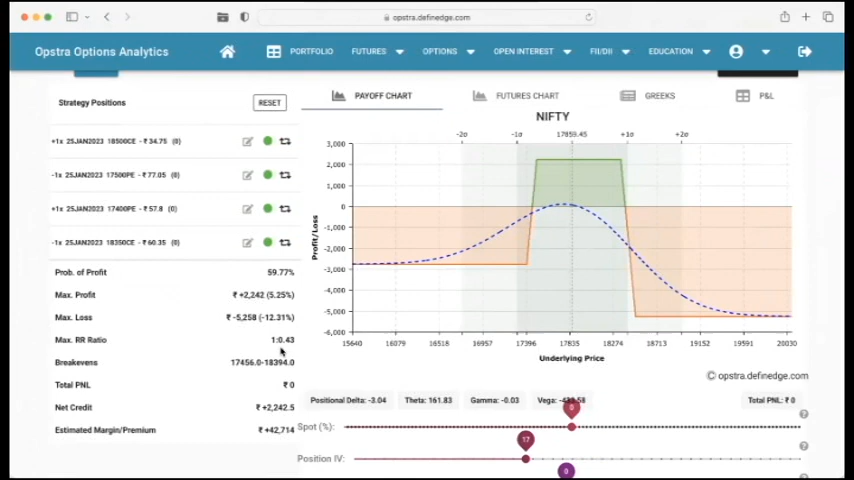 opstra.definedge.com
Opstra Options Analytics
PORTFOLIO
FUTURES
OPTIONS
OPEN INTEREST
FII/DII
EDUCATION
Strategy Positions
RESET
+1x 25JAN2023 18500CE - ₹ 34.75 (0)
-1x 25JAN2023 17500PE - ₹ 77.05 (0)
+1x 25JAN2023 17400PE - ₹ 57.8 (0)
-1x 25JAN2023 18350CE - ₹ 60.35 (0)
Prob. of Profit 59.77%
Max. Profit ₹ +2,242 (5.25%)
Max. Loss ₹ -5,258 (-12.31%)
Max. RR Ratio 1:0.43
Breakevens 17456.0-18394.0
Total PNL ₹ 0
Net Credit ₹ +2,242.5
Estimated Margin/Premium ₹ +42,714
PAYOFF CHART
FUTURES CHART
GREEKS
P&L
NIFTY
-2σ -1σ 17859.45 +1σ +2σ
3,000
2,000
1,000
0
-1,000
-2,000
-3,000
-4,000
-5,000
-6,000
Profit/Loss
15640 16079 16518 16957 17396 17835 18274 18713 19152 19591 20030
Underlying Price
© opstra.definedge.com
Positional Delta: -3.04 Theta: 161.83 Gamma: -0.03 Vega: Total PNL: ₹ 0
0
Spot (%):
17
Position IV:
0